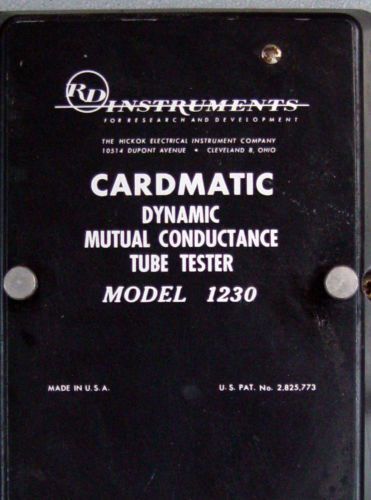 RD INSTRUMENTS
FOR RESEARCH AND DEVELOPMENT
THE HICKOK ELECTRICAL INSTRUMENT COMPANY
10514 DUPONT AVENUE • CLEVELAND 8, OHIO
CARDMATIC
DYNAMIC
MUTUAL CONDUCTANCE
TUBE TESTER
MODEL 1230
MADE IN U.S.A. U.S. PAT. No. 2,825,773